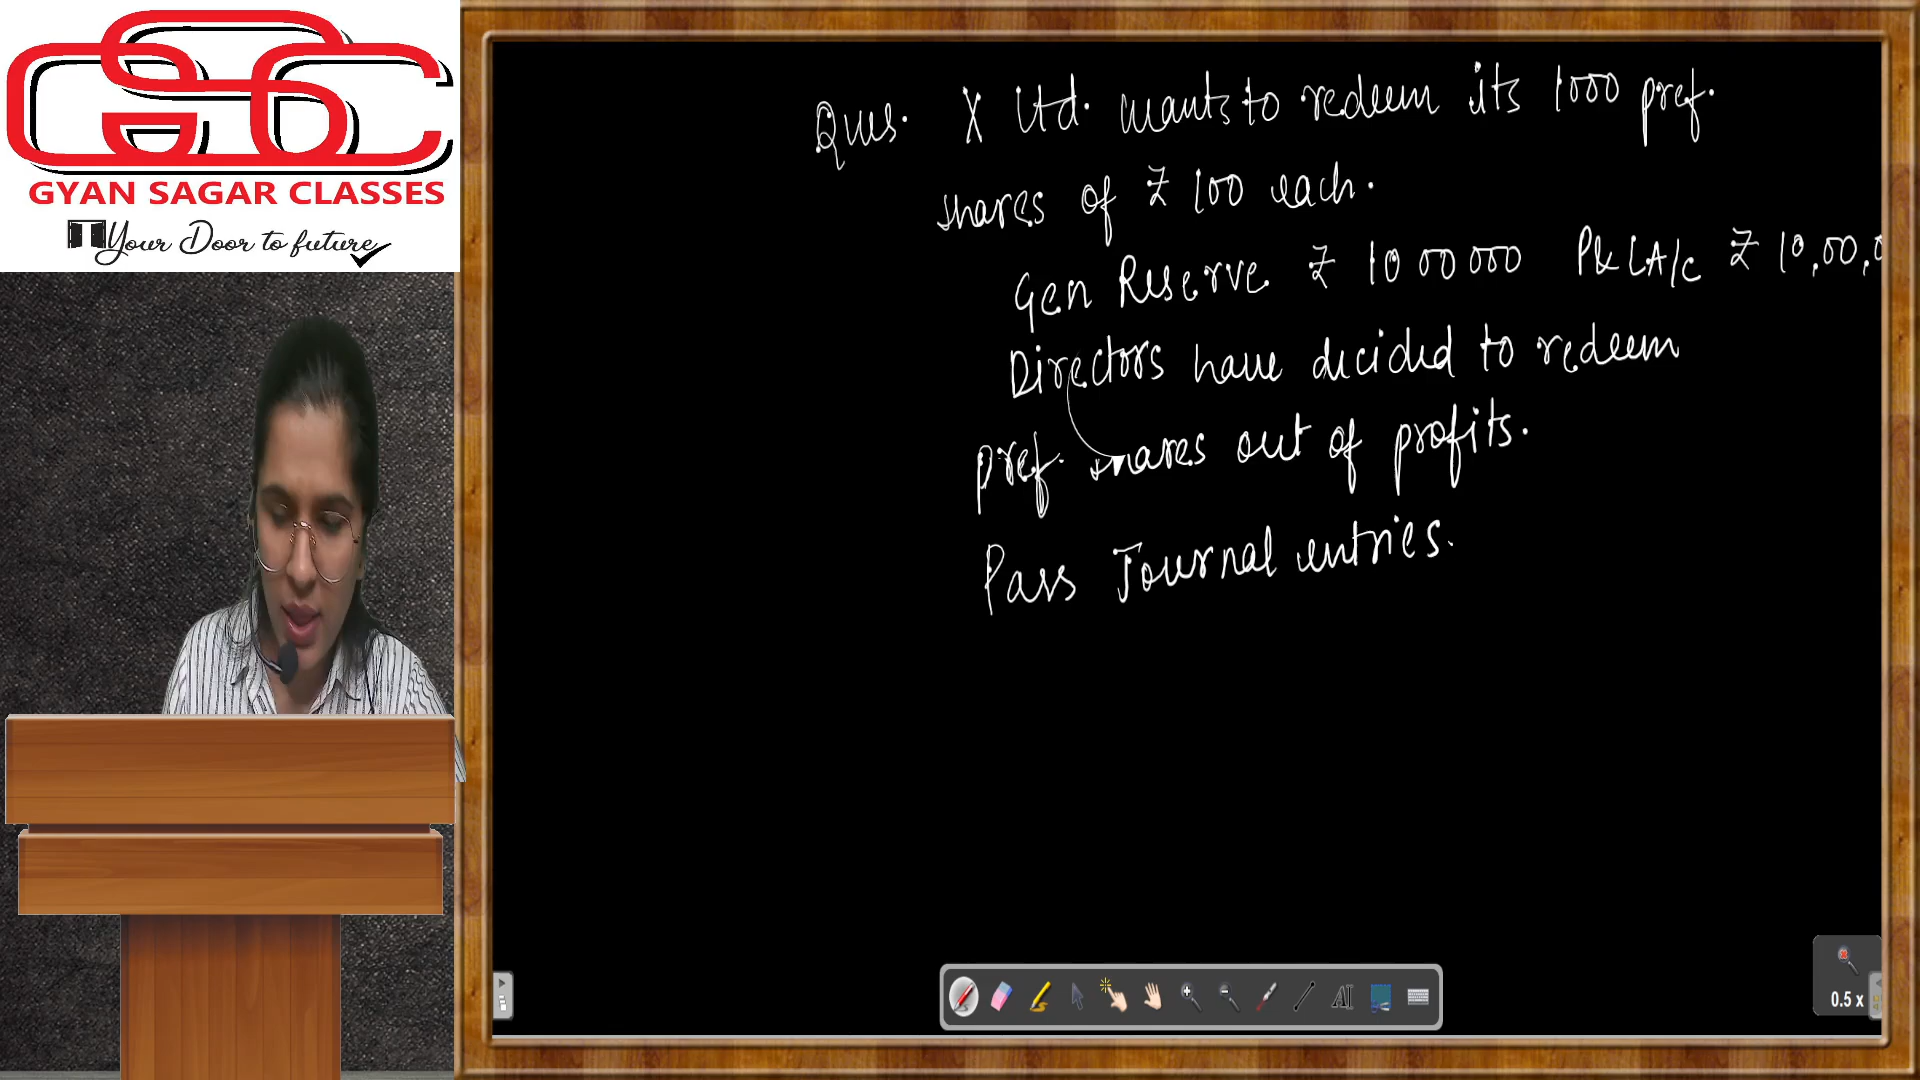 GSC
GYAN SAGAR CLASSES
Your Door to future
Ques. X Ltd. wants to redeem its 1000 pref.
shares of ₹ 100 each.
Gen Reserve ₹ 10 00 000 P&L A/c ₹ 10,00,0
Directors have decided to redeem
pref. shares out of profits.
Pass Journal entries.
AI
0.5 x